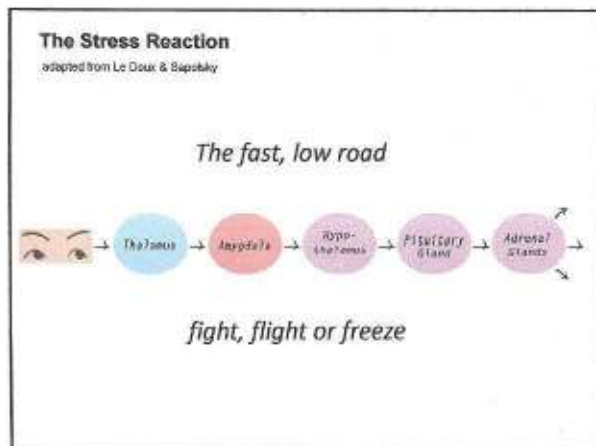 The Stress Reaction
adapted from Le Doux & Sapolsky
The fast, low road
Thalamus
Amygdala
Hypo-
thalamus
Pituitary
Gland
Adrenal
Glands
fight, flight or freeze